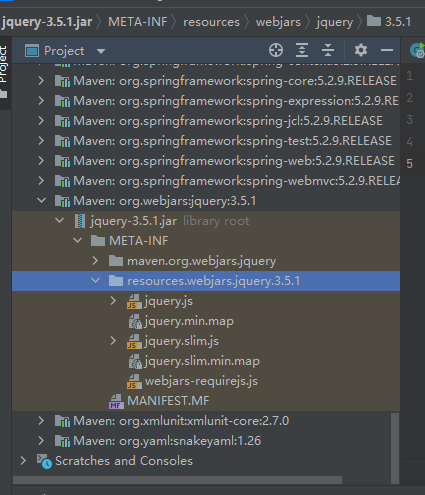 jquery-3.5.1.jar META-INF resources webjars jquery 3.5.1
Project
Project
Maven: org.springframework:spring-core:5.2.9.RELEASE
Maven: org.springframework:spring-expression:5.2.9.RELEASE
Maven: org.springframework:spring-jcl:5.2.9.RELEASE
Maven: org.springframework:spring-test:5.2.9.RELEASE
Maven: org.springframework:spring-web:5.2.9.RELEASE
Maven: org.springframework:spring-webmvc:5.2.9.RELEA
Maven: org.webjars:jquery:3.5.1
jquery-3.5.1.jar library root
META-INF
maven.org.webjars.jquery
resources.webjars.jquery.3.5.1
jquery.js
jquery.min.map
jquery.slim.js
jquery.slim.min.map
webjars-requirejs.js
MANIFEST.MF
Maven: org.xmlunit:xmlunit-core:2.7.0
Maven: org.yaml:snakeyaml:1.26
Scratches and Consoles
1
2
3
4
5